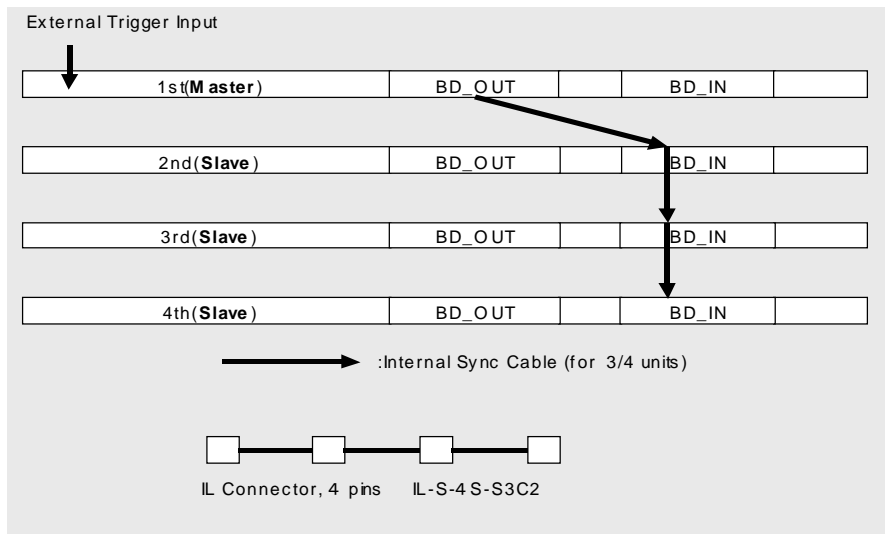 External Trigger Input
1st(Master) BD_OUT BD_IN
2nd(Slave) BD_OUT BD_IN
3rd(Slave) BD_OUT BD_IN
4th(Slave) BD_OUT BD_IN
:Internal Sync Cable (for 3/4 units)
IL Connector, 4 pins IL-S-4S-S3C2